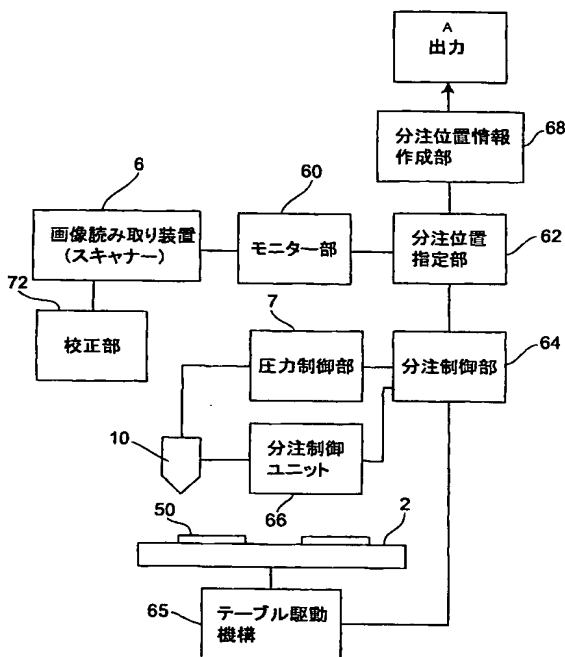 A
出力
分注位置情報
作成部
68
6
60
画像読み取り装置
(スキャナー)
モニター部
分注位置
指定部
62
72
校正部
7
圧力制御部
分注制御部
64
10
分注制御
ユニット
66
50
2
65
テーブル駆動
機構